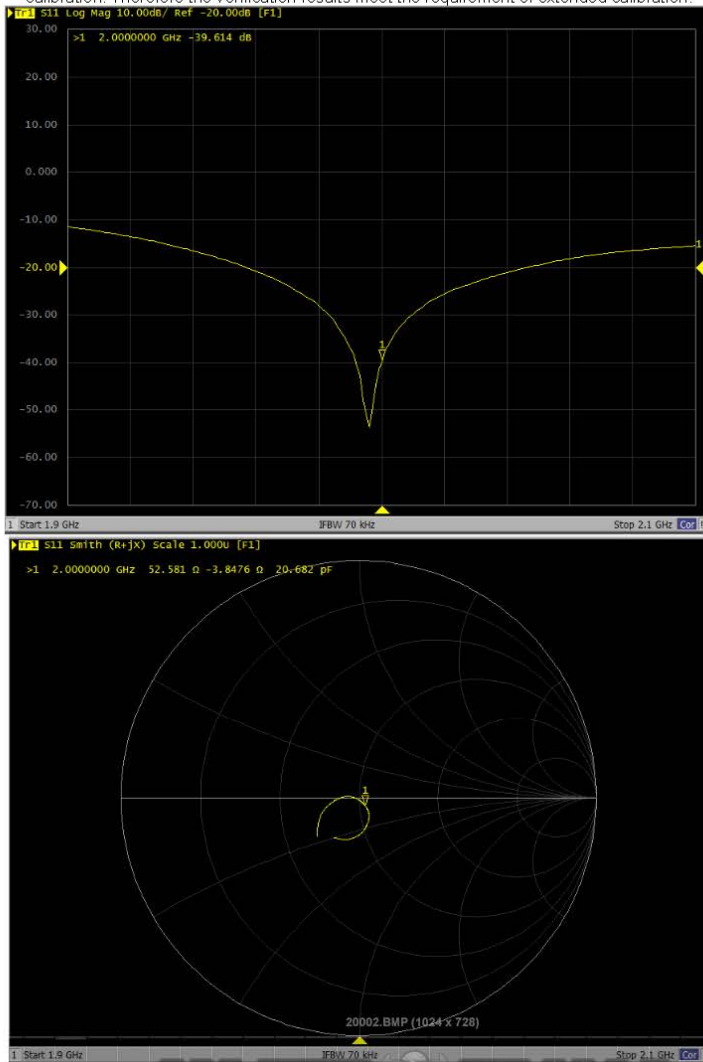 calibration. Therefore the verification results meet the requirement of extended calibration.
Tr1 S11 Log Mag 10.00dB/ Ref -20.00dB [F1]
>1 2.0000000 GHz -39.614 dB
30.00
20.00
10.00
0.000
-10.00
1
-20.00
-30.00
1
-40.00
-50.00
-60.00
-70.00
1 Start 1.9 GHz IFBW 70 kHz Stop 2.1 GHz Cor !
Tr1 S11 Smith (R+jX) Scale 1.000U [F1]
>1 2.0000000 GHz 52.581 Ω -3.8476 Ω 20.682 pF
1
20002.BMP (1024 x 728)
1 Start 1.9 GHz IFBW 70 kHz Stop 2.1 GHz Cor